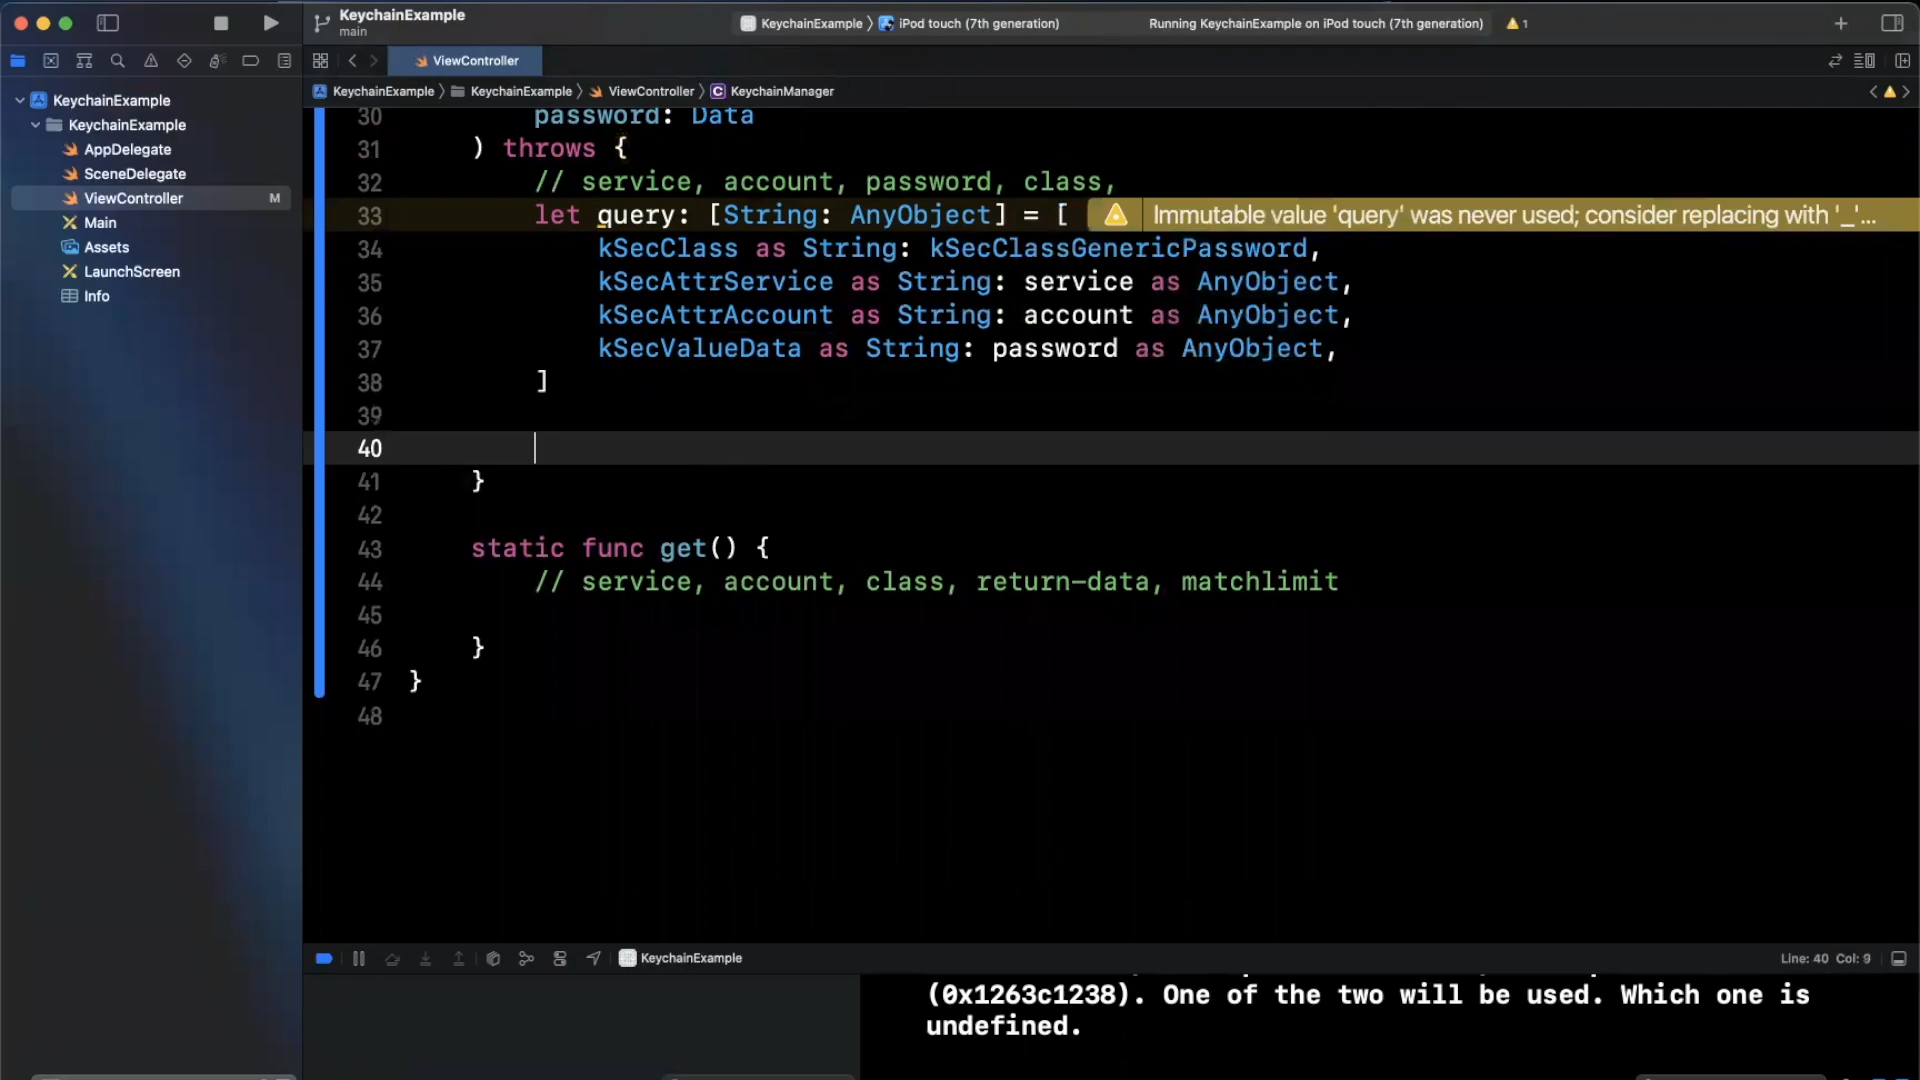 KeychainExample
main
KeychainExample
iPod touch (7th generation)
Running KeychainExample on iPod touch (7th generation)
1
ViewController
KeychainExample
KeychainExample
ViewController
KeychainManager
KeychainExample
KeychainExample
AppDelegate
SceneDelegate
ViewController M
Main
Assets
LaunchScreen
Info
30 password: Data
31 ) throws {
32 // service, account, password, class,
33 let query: [String: AnyObject] = [ Immutable value 'query' was never used; consider replacing with '_'...
34 kSecClass as String: kSecClassGenericPassword,
35 kSecAttrService as String: service as AnyObject,
36 kSecAttrAccount as String: account as AnyObject,
37 kSecValueData as String: password as AnyObject,
38 ]
39
40
41 }
42
43 static func get() {
44 // service, account, class, return-data, matchlimit
45
46 }
47 }
48
KeychainExample
Line: 40 Col: 9
(0x1263c1238). One of the two will be used. Which one is
undefined.